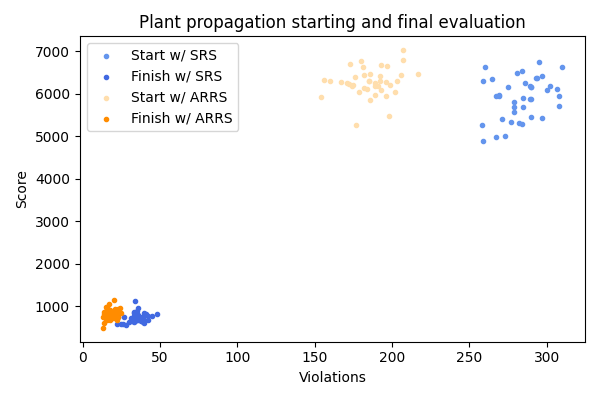 Plant propagation starting and final evaluation
Start w/ SRS
Finish w/ SRS
Start w/ ARRS
Finish w/ ARRS
7000
6000
5000
4000
3000
2000
1000
Score
0
50
100
150
200
250
300
Violations